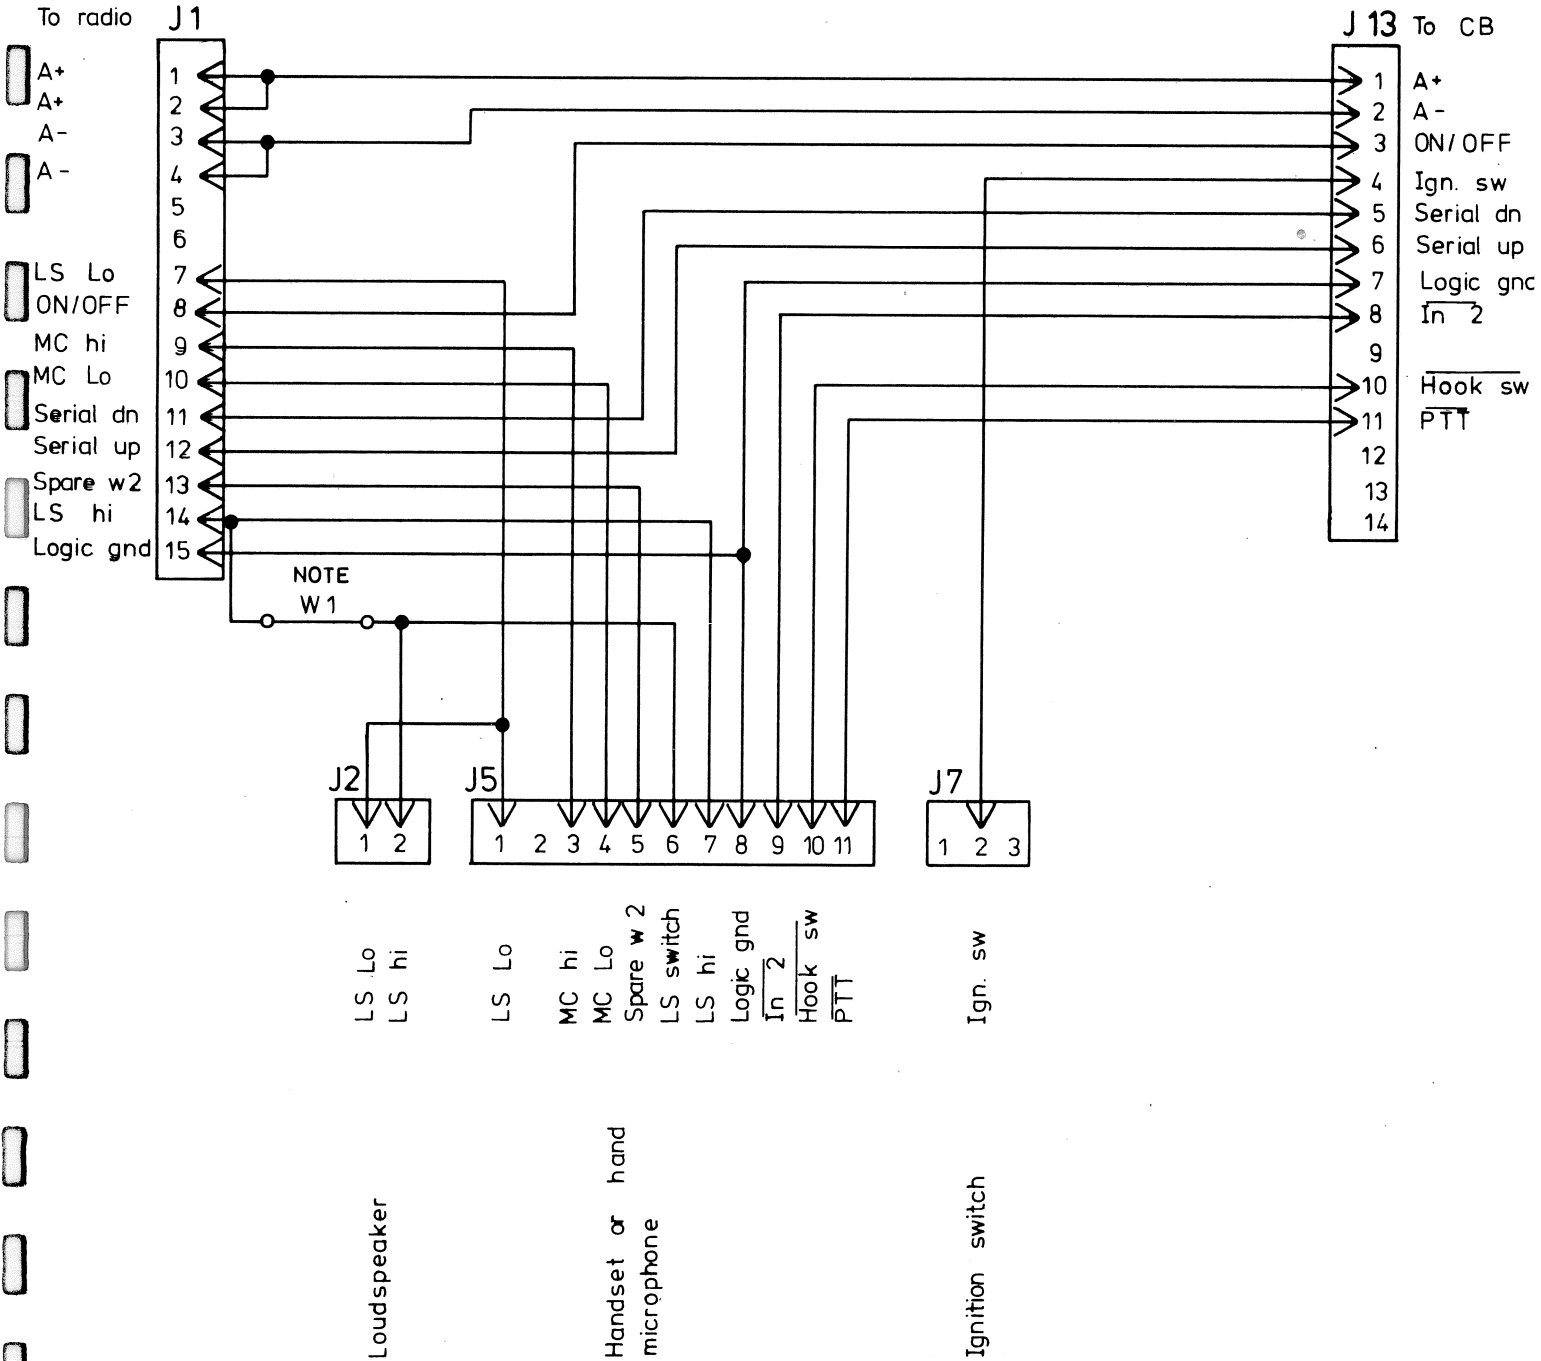 To radio J1
A+ 1
A+ 2
A- 3
A- 4
5
6
LS Lo 7
ON/OFF 8
MC hi 9
MC Lo 10
Serial dn 11
Serial up 12
Spare w2 13
LS hi 14
Logic gnd 15
NOTE
W1
J 13 To CB
1 A+
2 A-
3 ON/OFF
4 Ign. sw
5 Serial dn
6 Serial up
7 Logic gnd
8 In 2
9
10 Hook sw
11 PTT
12
13
14
J2
1 2
LS Lo
LS hi
Loudspeaker
J5
1 2 3 4 5 6 7 8 9 10 11
LS Lo
MC hi
MC Lo
Spare w 2
LS switch
LS hi
Logic gnd
In 2
Hook sw
PTT
Handset or hand
microphone
J7
1 2 3
Ign. sw
Ignition switch